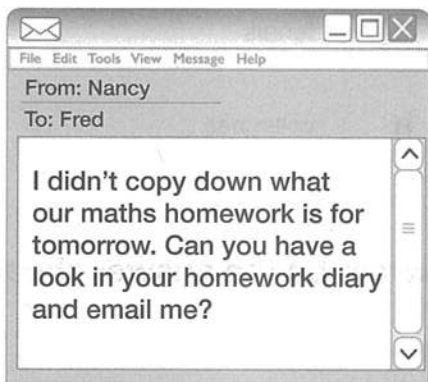 File Edit Tools View Message Help
From: Nancy
To: Fred
I didn't copy down what
our maths homework is for
tomorrow. Can you have a
look in your homework diary
and email me?